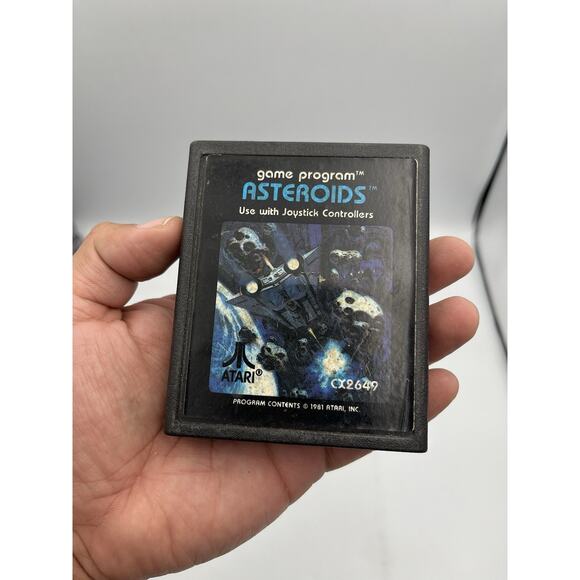 game program™
ASTEROIDS™
Use with Joystick Controllers
ATARI®
CX2649
PROGRAM CONTENTS © 1981 ATARI, INC.